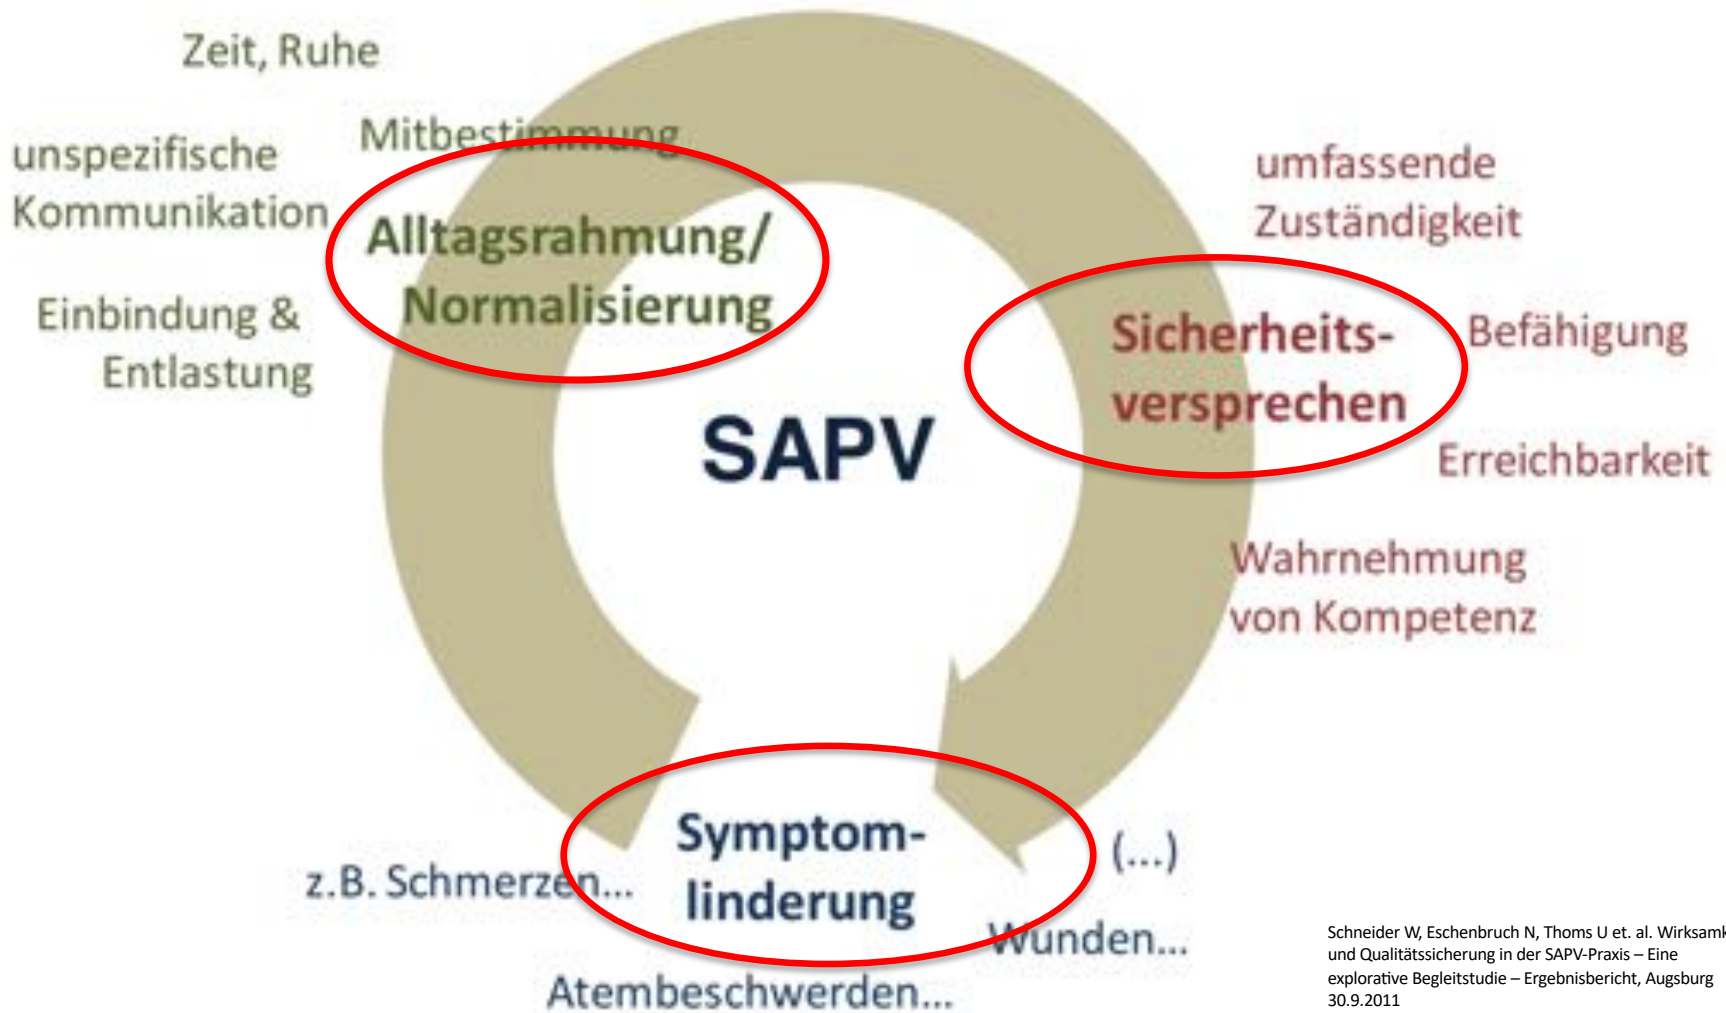 Zeit, Ruhe
Mitbestimmung
unspezifische
Kommunikation
Alltagsrahmung/
Normalisierung
Einbindung &
Entlastung
SAPV
umfassende
Zuständigkeit
Sicherheits-
versprechen
Befähigung
Erreichbarkeit
Wahrnehmung
von Kompetenz
Symptom-
linderung
z.B. Schmerzen...
Atembeschwerden...
Wunden...
(...)
Schneider W, Eschenbruch N, Thoms U et. al. Wirksamk
und Qualitätssicherung in der SAPV-Praxis – Eine
explorative Begleitstudie – Ergebnisbericht, Augsburg
30.9.2011